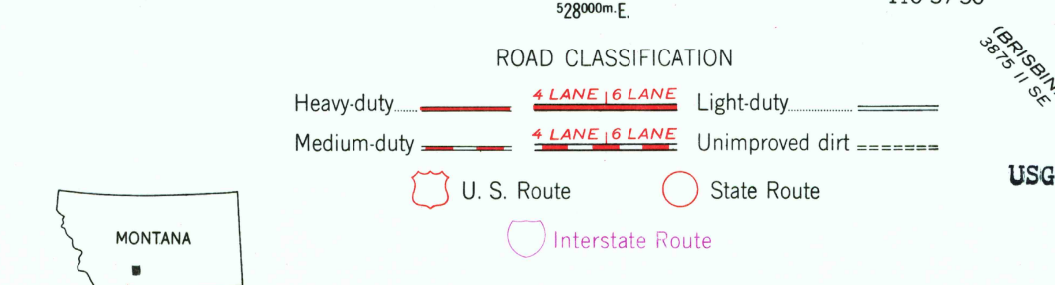 528000m.E.
ROAD CLASSIFICATION
Heavy-duty 4 LANE 6 LANE Light-duty
Medium-duty 4 LANE 6 LANE Unimproved dirt
U. S. Route State Route
Interstate Route
MONTANA
(BRISBIN
3875 II SE
USG